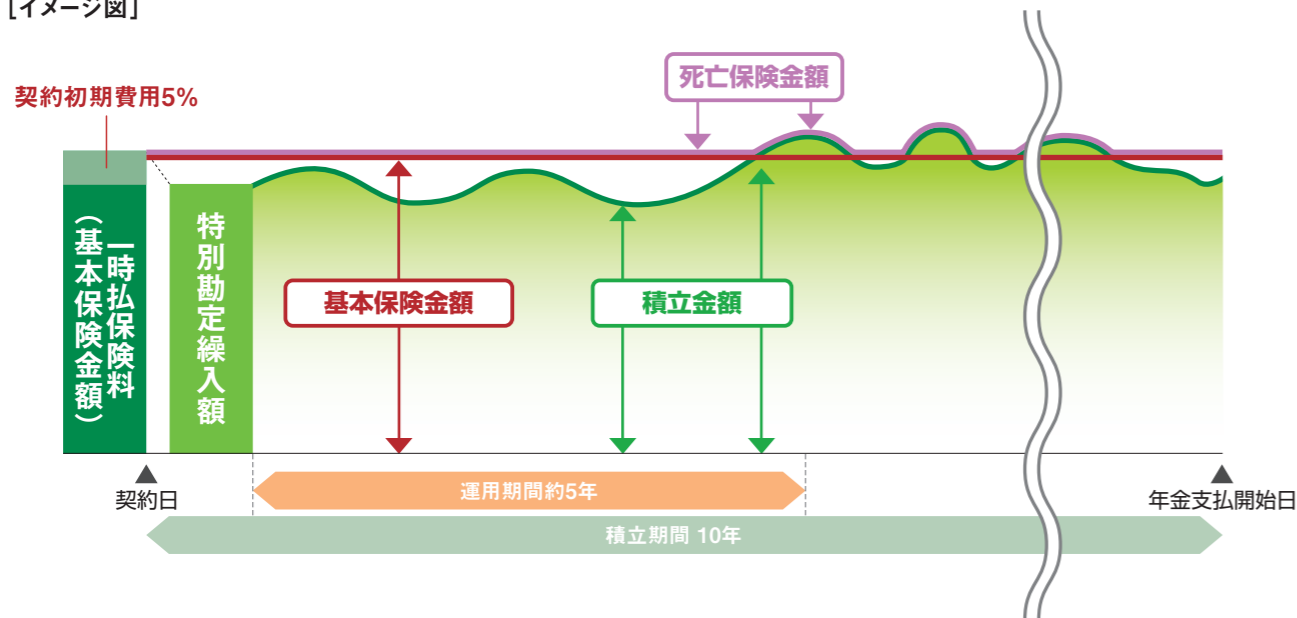 ［イメージ図］
死亡保険金額
契約初期費用5%
一時払保険料
（基本保険金額）
特別勘定繰入額
基本保険金額
積立金額
運用期間約5年
契約日
年金支払開始日
積立期間 10年